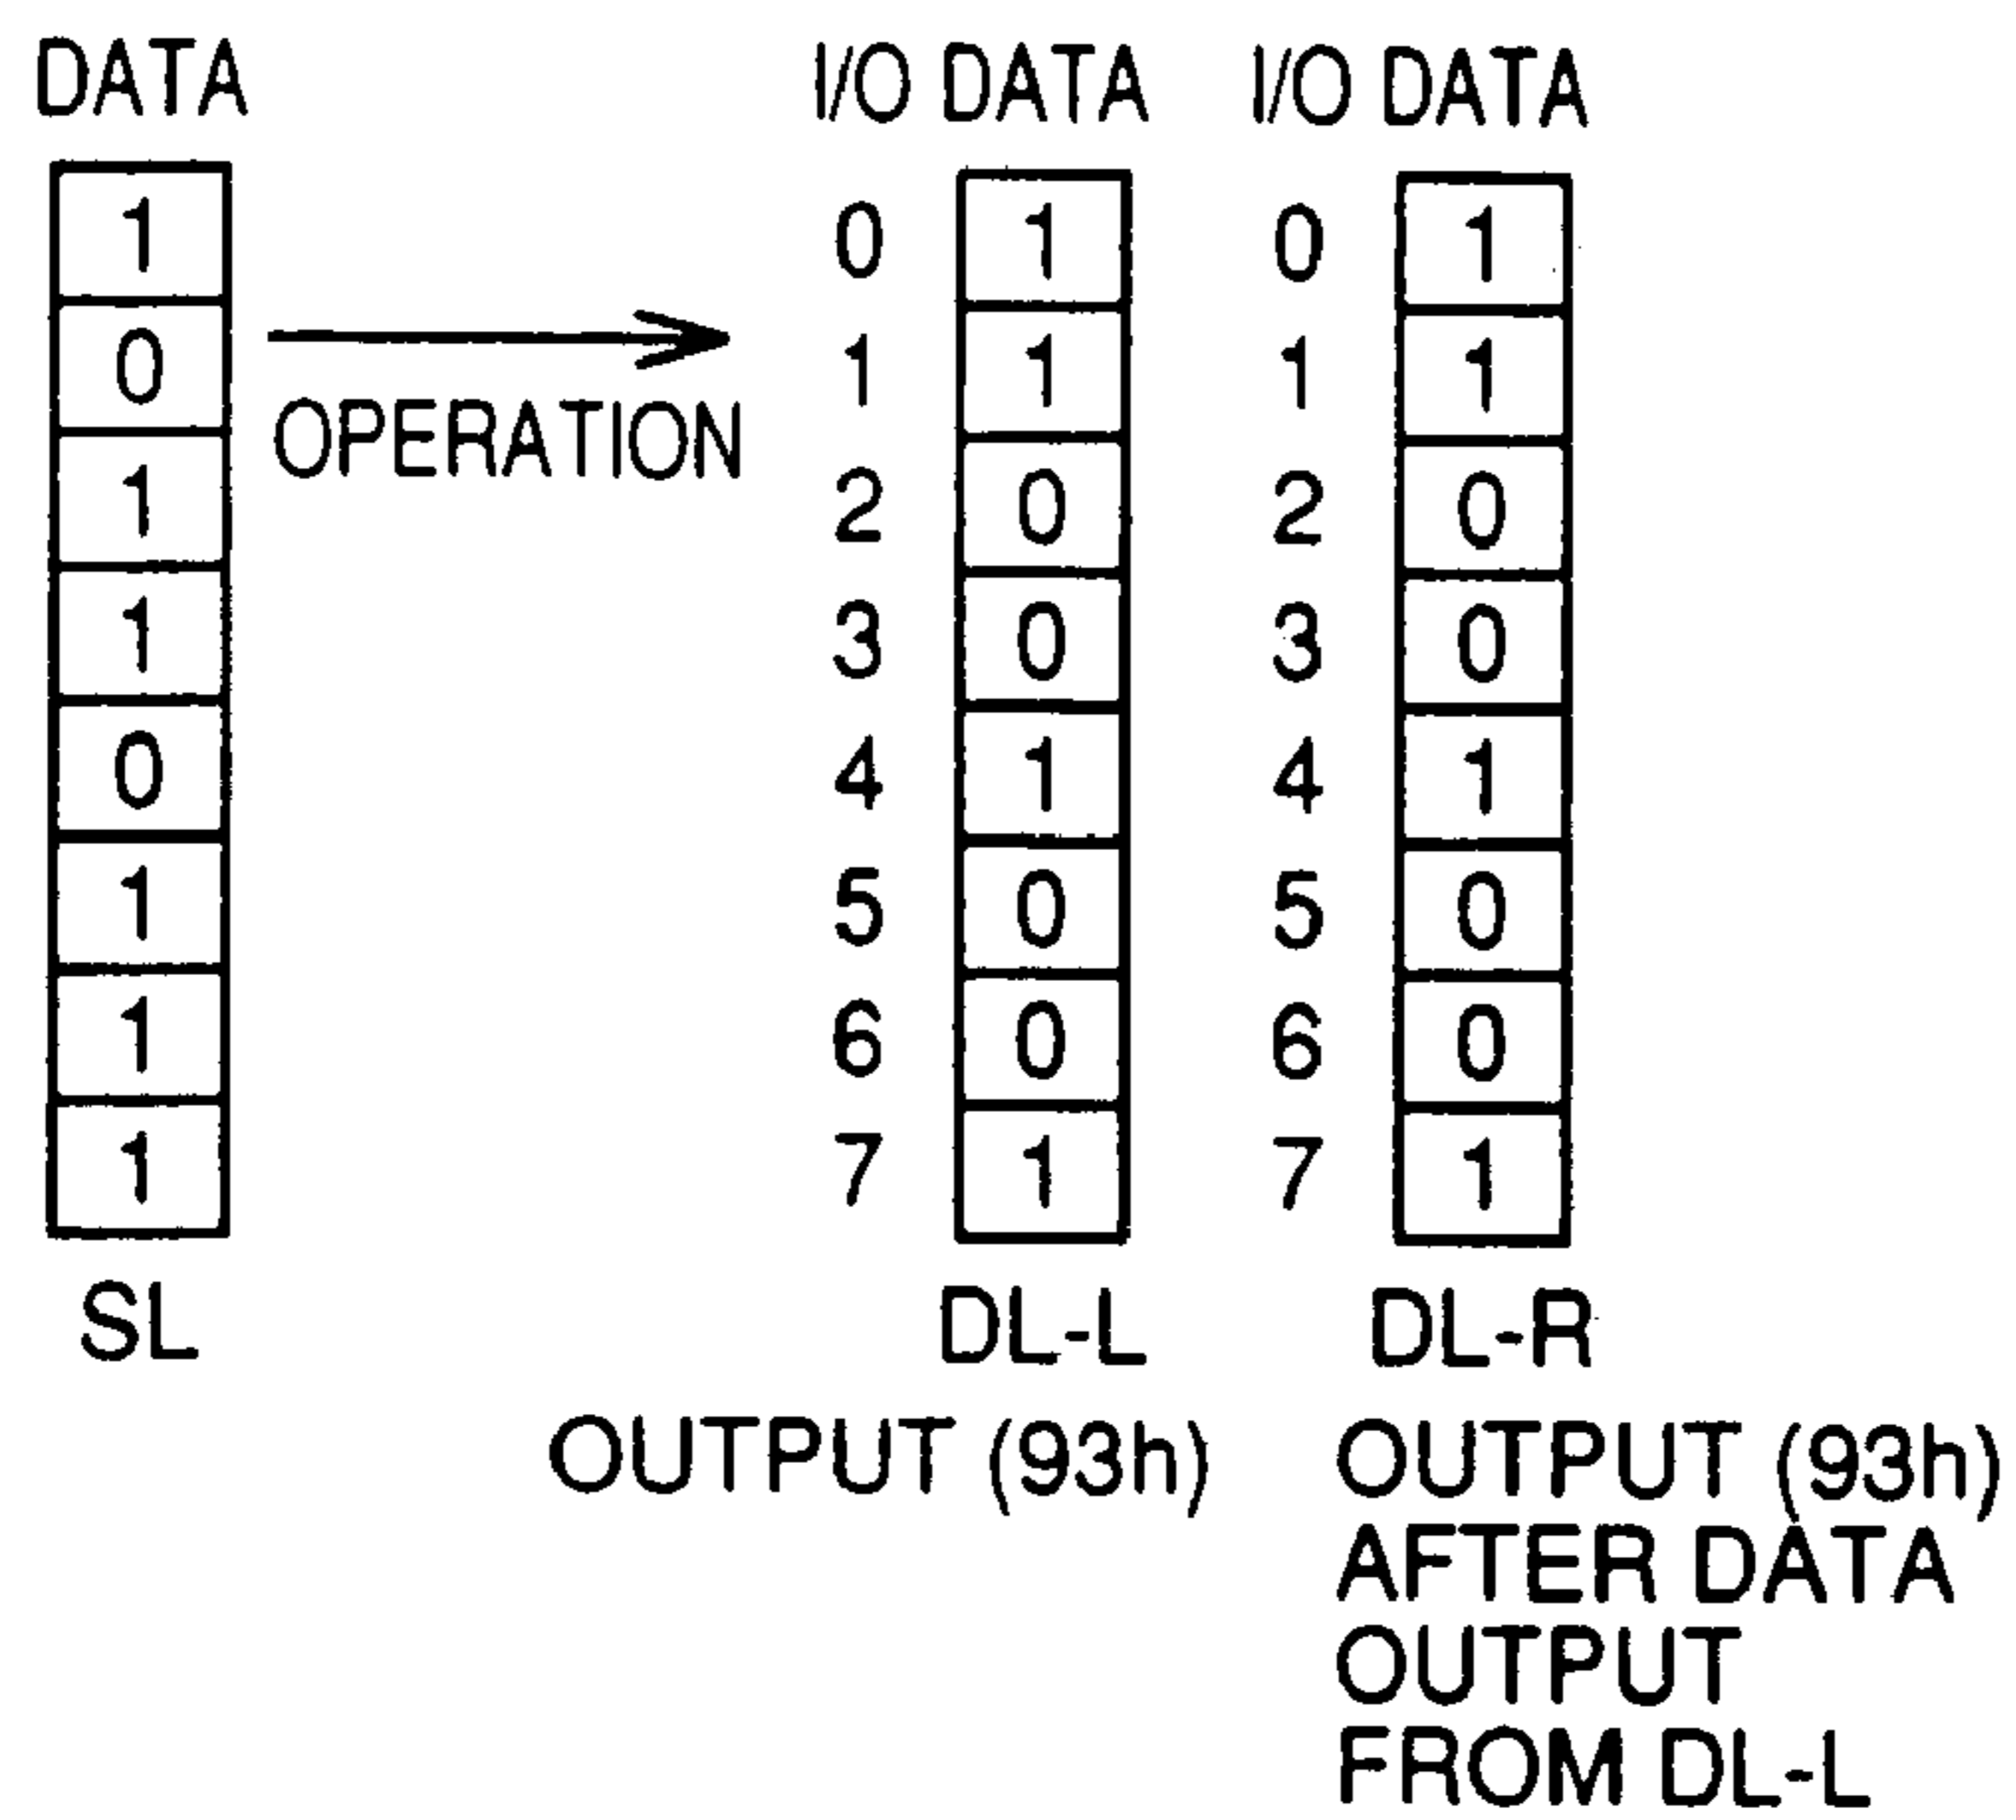 DATA I/O DATA I/O DATA
1 0 1 0 1
0 1 1 1 1
OPERATION
1 2 0 2 0
1 3 0 3 0
0 4 1 4 1
1 5 0 5 0
1 6 0 6 0
1 7 1 7 1
SL DL-L DL-R
OUTPUT (93h) OUTPUT (93h)
AFTER DATA
OUTPUT
FROM DL-L